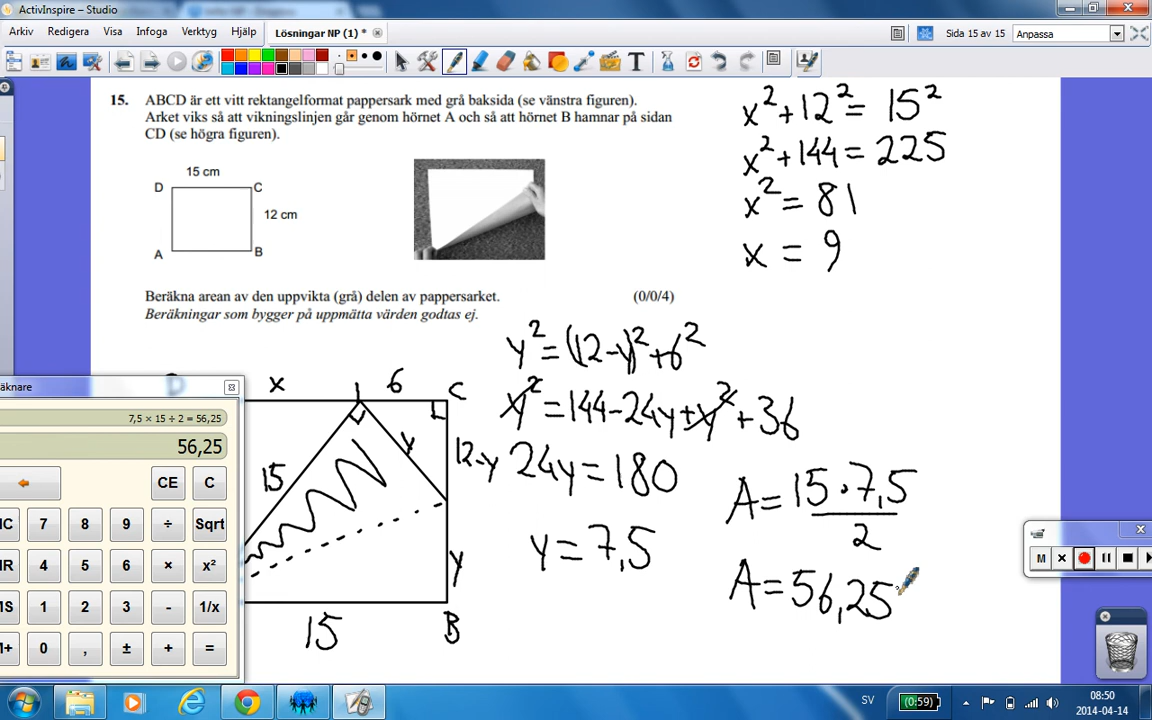 ActivInspire – Studio
Arkiv Redigera Visa Infoga Verktyg Hjälp
Lösningar NP (1) *
Sida 15 av 15
Anpassa
15. ABCD är ett vitt rektangelformat pappersark med grå baksida (se vänstra figuren).
Arket viks så att vikningslinjen går genom hörnet A och så att hörnet B hamnar på sidan
CD (se högra figuren).
15 cm
D C
12 cm
A B
Beräkna arean av den uppvikta (grå) delen av pappersarket. (0/0/4)
Beräkningar som bygger på uppmätta värden godtas ej.
x²+12²= 15²
x²+144=225
x²= 81
x = 9
y²=(12-y)²+6²
y²=144-24y+y²+36
24y=180
y=7,5
A=15·7,5
2
A=56,25
D x 6 C
15 y 12-y
y
15 B
äknare
7,5 × 15 ÷ 2 = 56,25
56,25
CE C
MC 7 8 9 ÷ Sqrt
MR 4 5 6 × x²
MS 1 2 3 - 1/x
M+ 0 , ± + =
M
SV (0:59) 08:50
2014-04-14